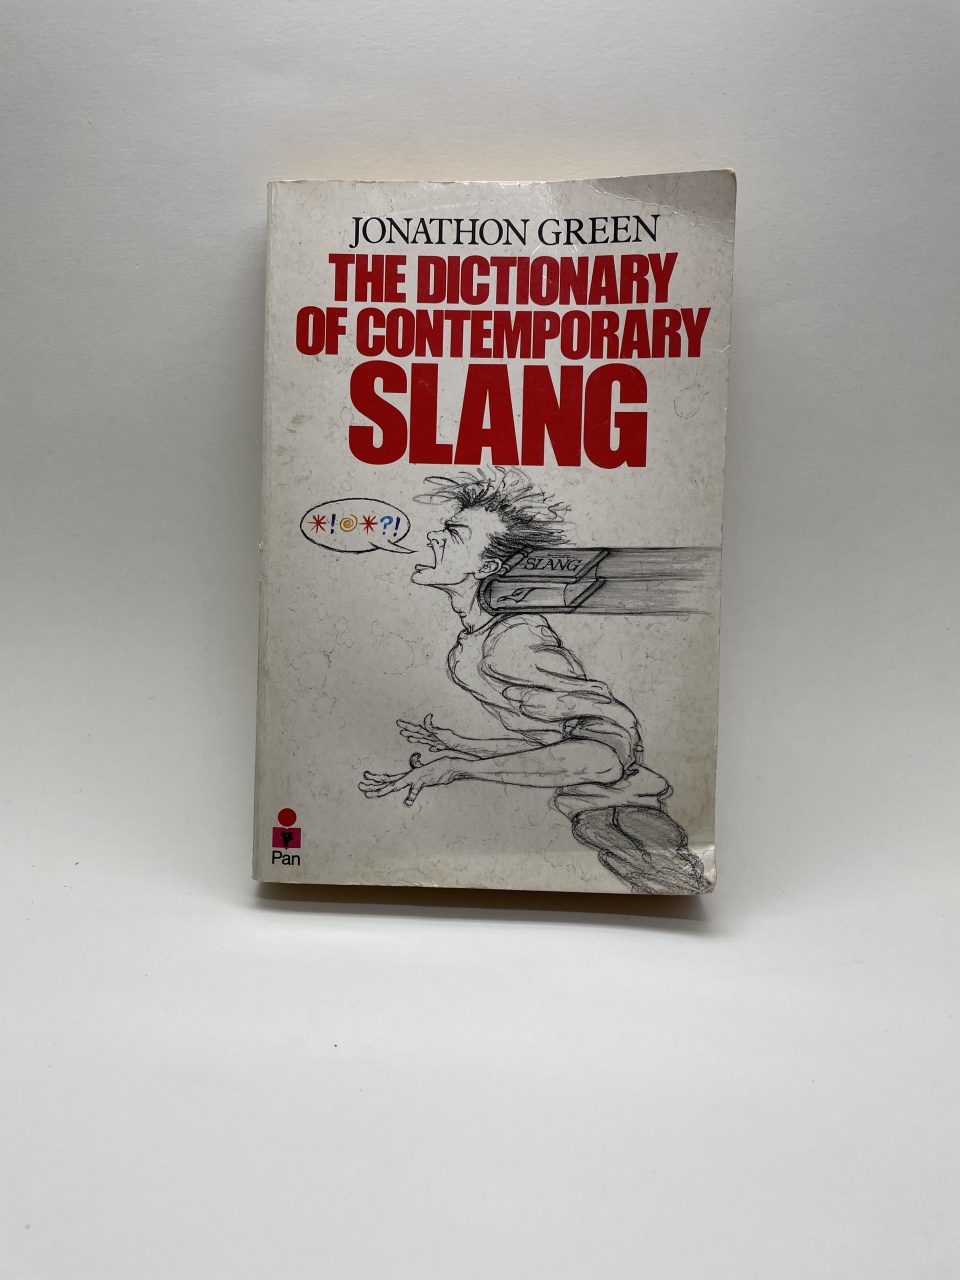 JONATHON GREEN
THE DICTIONARY
OF CONTEMPORARY
SLANG
*!@*?!
SLANG
Pan